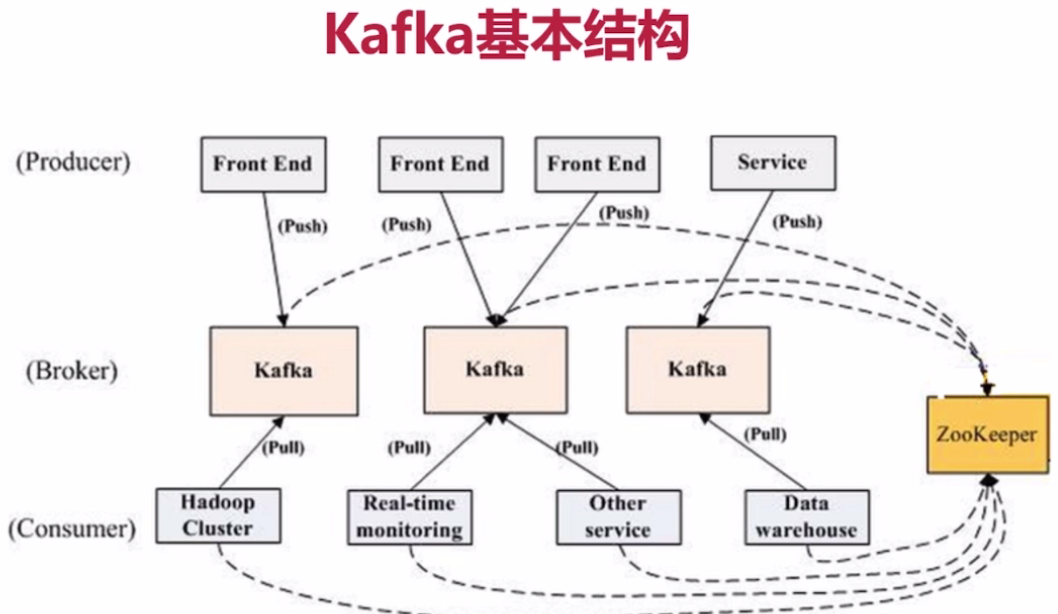 Kafka基本结构
(Producer)
Front End
Front End
Front End
Service
(Push)
(Push)
(Push)
(Push)
(Broker)
Kafka
Kafka
Kafka
ZooKeeper
(Pull)
(Pull)
(Pull)
(Pull)
(Consumer)
Hadoop
Cluster
Real-time
monitoring
Other
service
Data
warehouse